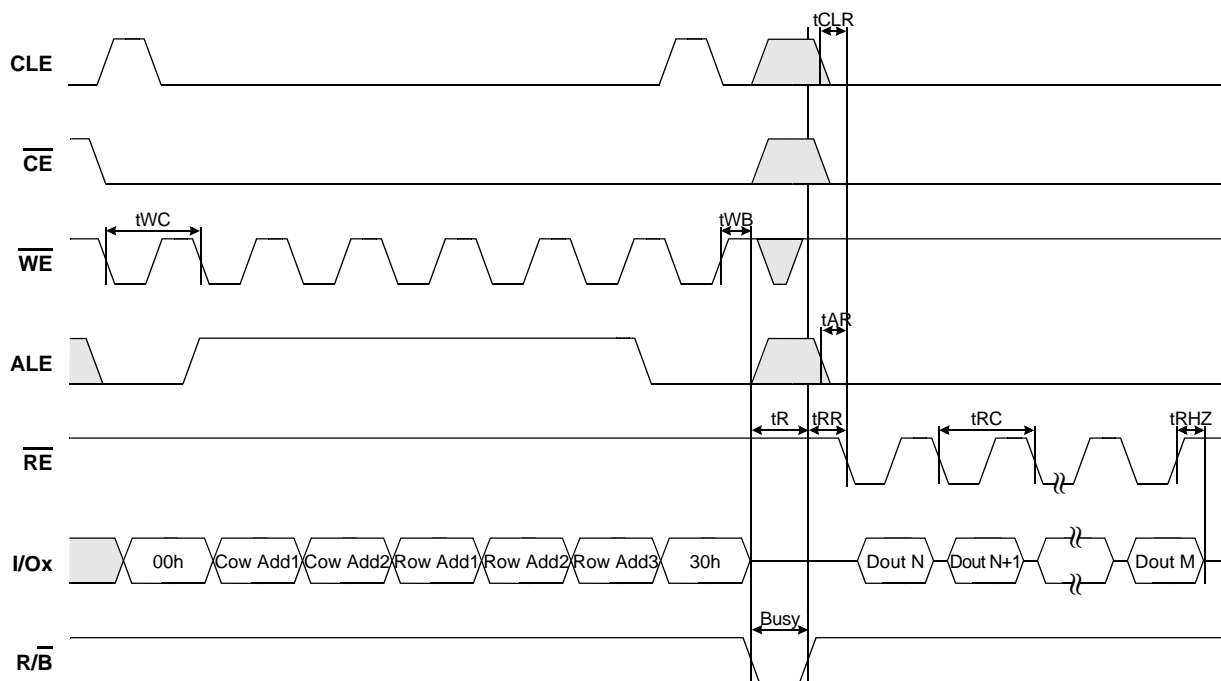 tCLR
CLE
CE
tWC
tWB
WE
tAR
ALE
tR tRR tRC tRHZ
RE
I/Ox 00h Cow Add1 Cow Add2 Row Add1 Row Add2 Row Add3 30h Dout N Dout N+1 Dout M
Busy
R/B